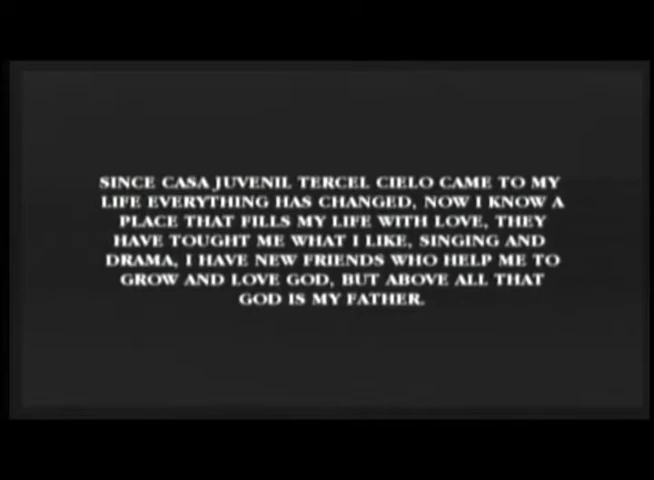 SINCE CASA JUVENIL TERCEL CIELO CAME TO MY
LIFE EVERYTHING HAS CHANGED, NOW I KNOW A
PLACE THAT FILLS MY LIFE WITH LOVE, THEY
HAVE TOUGHT ME WHAT I LIKE, SINGING AND
DRAMA, I HAVE NEW FRIENDS WHO HELP ME TO
GROW AND LOVE GOD, BUT ABOVE ALL THAT
GOD IS MY FATHER.